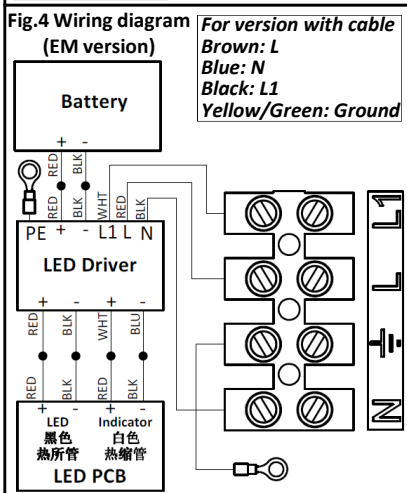 Fig.4 Wiring diagram
(EM version)
For version with cable
Brown: L
Blue: N
Black: L1
Yellow/Green: Ground
Battery
+ -
RED BLK WHT RED BLK
RED BLK
PE + - L1 L N
LED Driver
+ - + -
RED BLK WHT BLU
RED BLK RED BLK
+ - + -
LED Indicator
黑色 白色
热所管 热缩管
LED PCB
L1
L
N